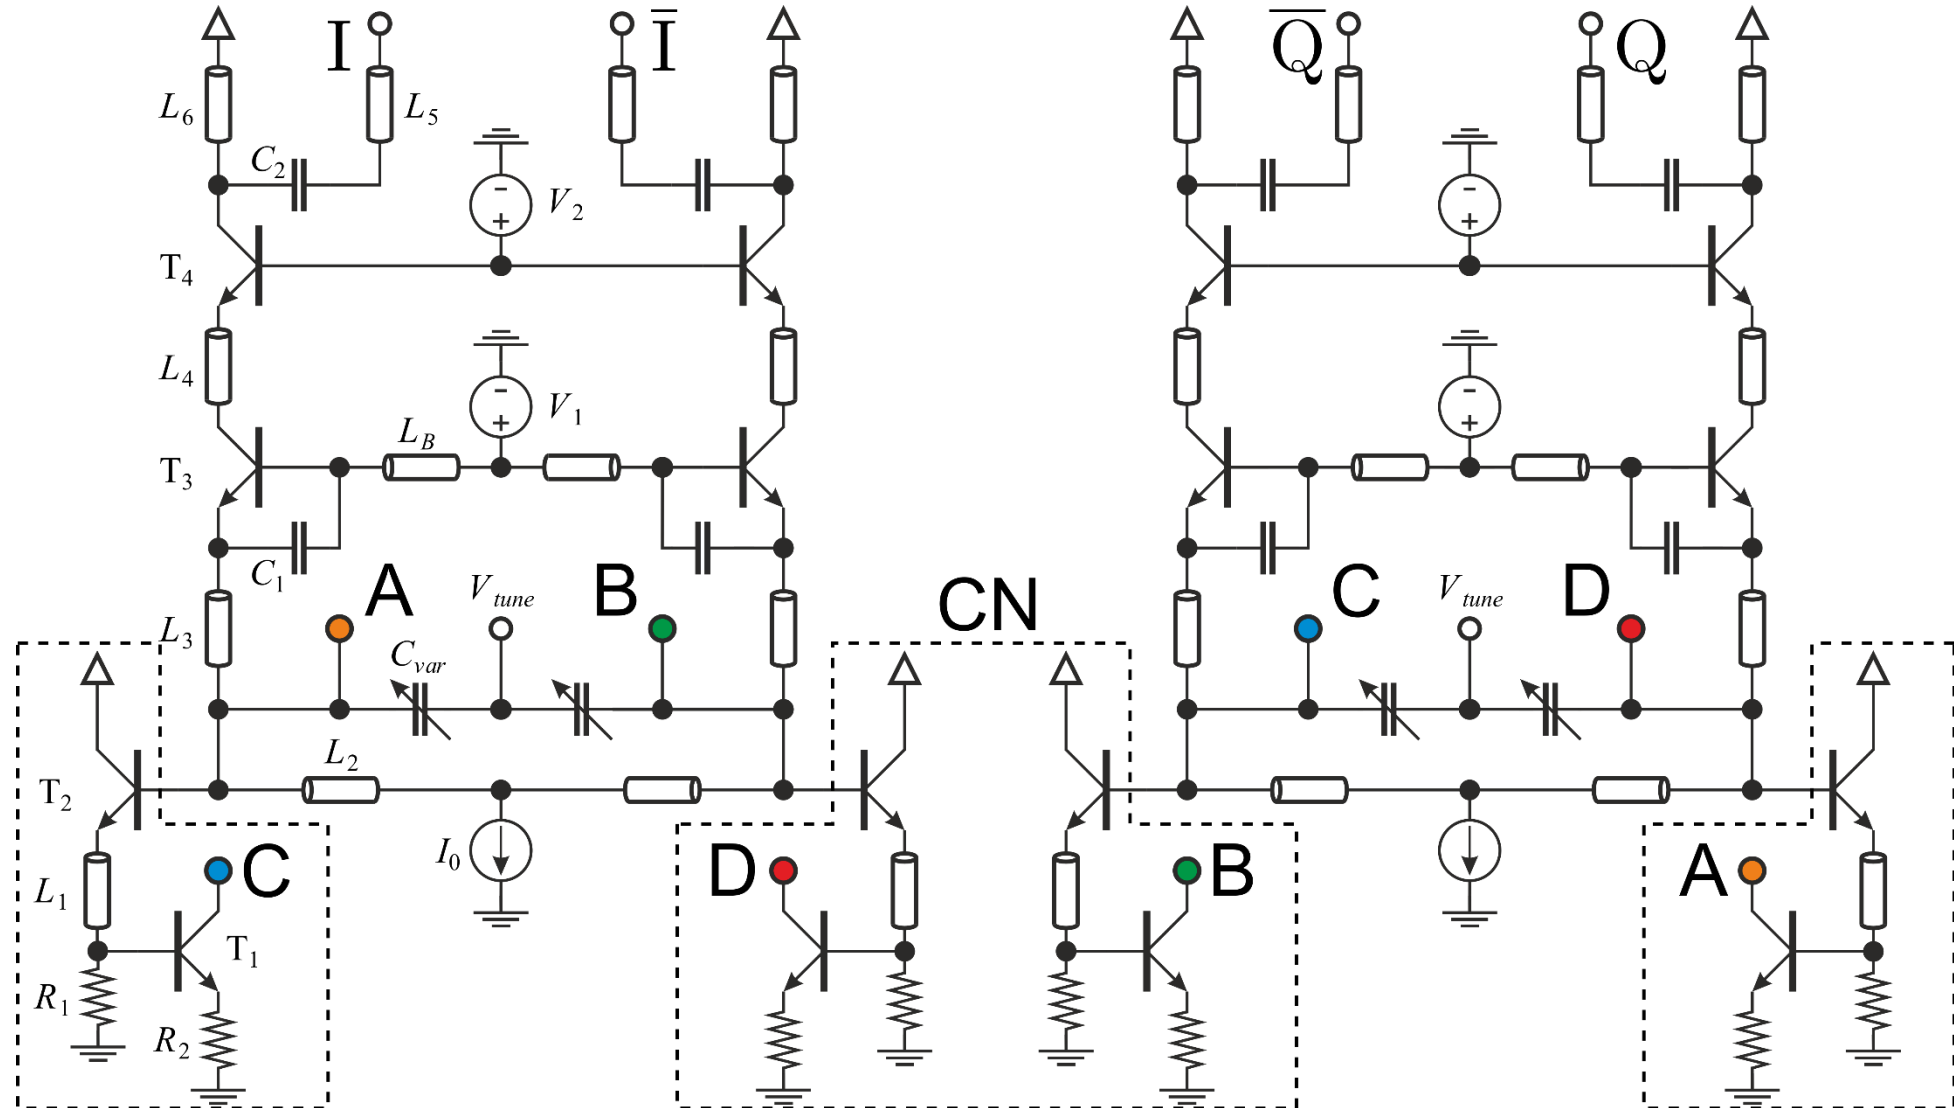 I
I̅
Q̅
Q
L6
L5
C2
-
+
V2
-
+
T4
L4
-
+
V1
-
+
LB
T3
C1
A
Vtune
B
CN
C
Vtune
D
L3
Cvar
L2
T2
I0
L1
C
D
B
A
T1
R1
R2